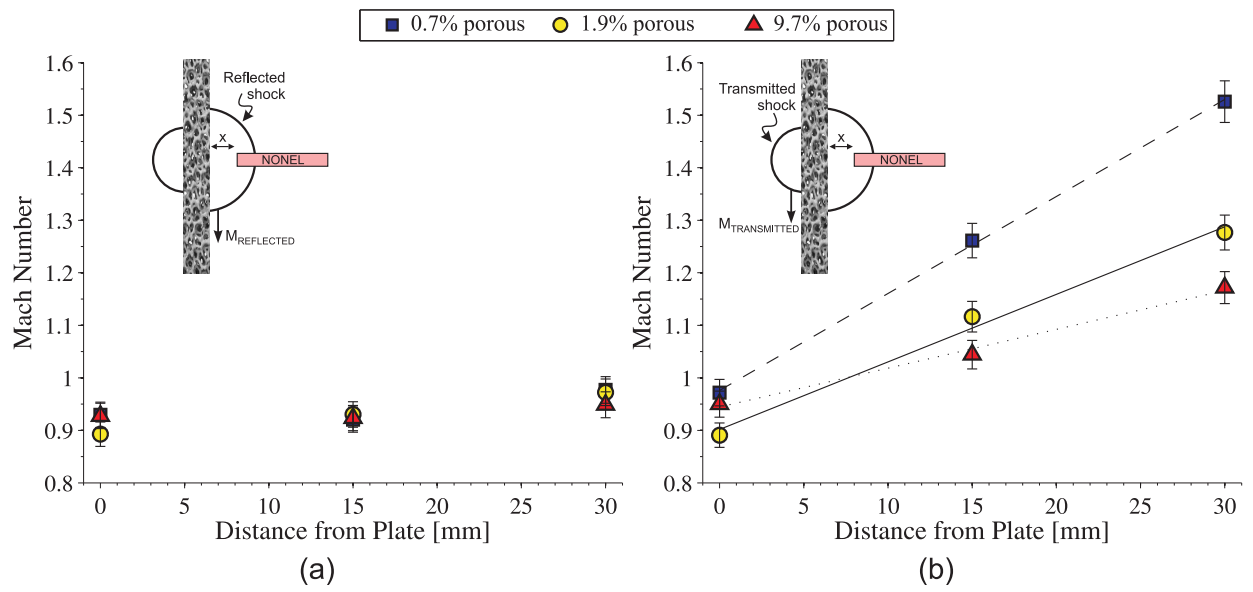 0.7% porous 1.9% porous 9.7% porous
1.6
1.5
1.4
1.3
1.2
1.1
1
0.9
0.8
Mach Number
Reflected
shock
x
NONEL
M_REFLECTED
0 5 10 15 20 25 30
Distance from Plate [mm]
(a)
1.6
1.5
1.4
1.3
1.2
1.1
1
0.9
0.8
Mach Number
Transmitted
shock
x
NONEL
M_TRANSMITTED
0 5 10 15 20 25 30
Distance from Plate [mm]
(b)